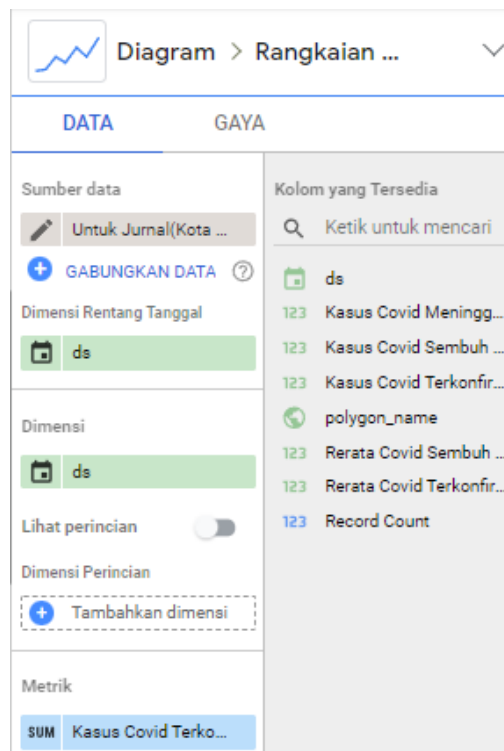 Diagram > Rangkaian ...
DATA
GAYA
Sumber data
Untuk Jurnal(Kota ...
GABUNGKAN DATA
Dimensi Rentang Tanggal
ds
Dimensi
ds
Lihat perincian
Dimensi Perincian
Tambahkan dimensi
Metrik
SUM Kasus Covid Terko...
Kolom yang Tersedia
Ketik untuk mencari
ds
123 Kasus Covid Meningg...
123 Kasus Covid Sembuh ...
123 Kasus Covid Terkonfir...
polygon_name
123 Rerata Covid Sembuh ...
123 Rerata Covid Terkonfir...
123 Record Count